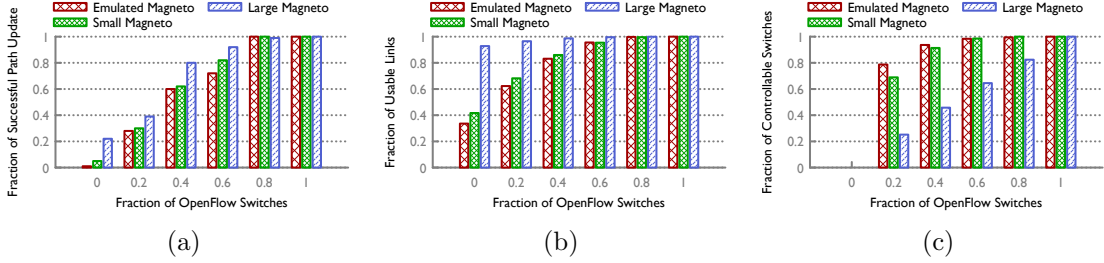 Emulated Magneto
Large Magneto
Small Magneto
Fraction of Successful Path Update
1
0.8
0.6
0.4
0.2
0
0 0.2 0.4 0.6 0.8 1
Fraction of OpenFlow Switches
(a)
Emulated Magneto
Large Magneto
Small Magneto
Fraction of Usable Links
1
0.8
0.6
0.4
0.2
0
0 0.2 0.4 0.6 0.8 1
Fraction of OpenFlow Switches
(b)
Emulated Magneto
Large Magneto
Small Magneto
Fraction of Controllable Switches
1
0.8
0.6
0.4
0.2
0
0 0.2 0.4 0.6 0.8 1
Fraction of OpenFlow Switches
(c)